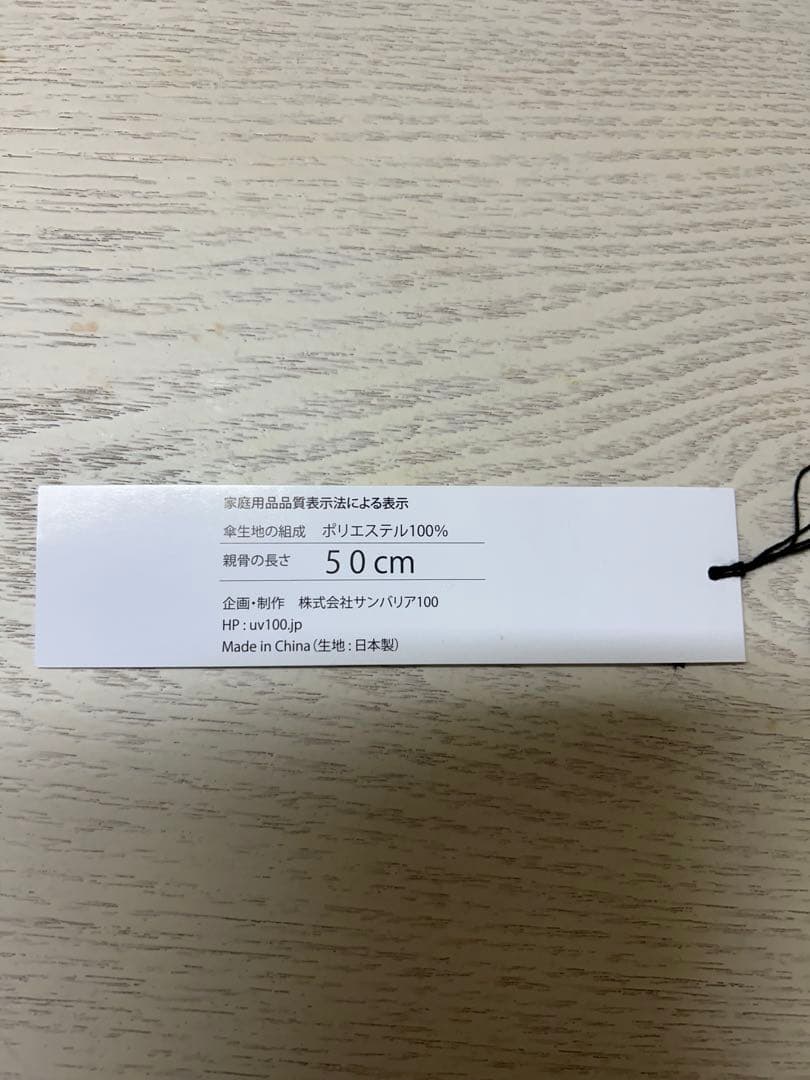 家庭用品品質表示法による表示
傘生地の組成 ポリエステル100%
親骨の長さ 50cm
企画・制作 株式会社サンバリア100
HP : uv100.jp
Made in China（生地 : 日本製）